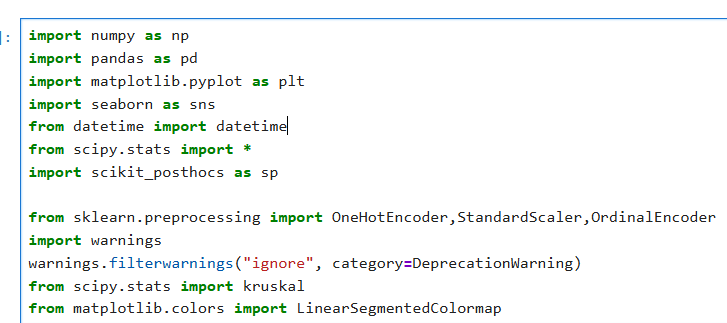 ]:
import numpy as np
import pandas as pd
import matplotlib.pyplot as plt
import seaborn as sns
from datetime import datetime
from scipy.stats import *
import scikit_posthocs as sp
from sklearn.preprocessing import OneHotEncoder,StandardScaler,OrdinalEncoder
import warnings
warnings.filterwarnings("ignore", category=DeprecationWarning)
from scipy.stats import kruskal
from matplotlib.colors import LinearSegmentedColormap